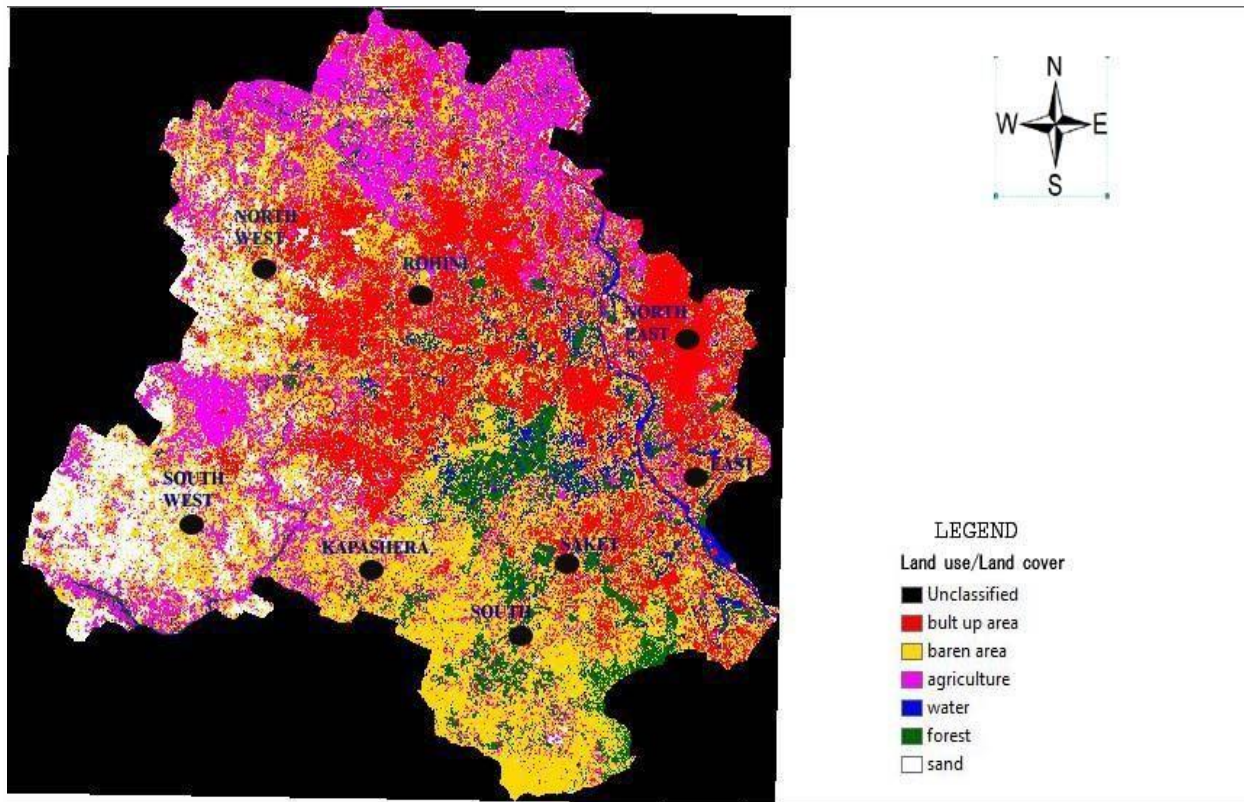 N
W E
S
NORTH
WEST
ROHINI
NORTH
EAST
EAST
SOUTH
WEST
KAPASHERA
SAKET
SOUTH
LEGEND
Land use/Land cover
Unclassified
bult up area
baren area
agriculture
water
forest
sand